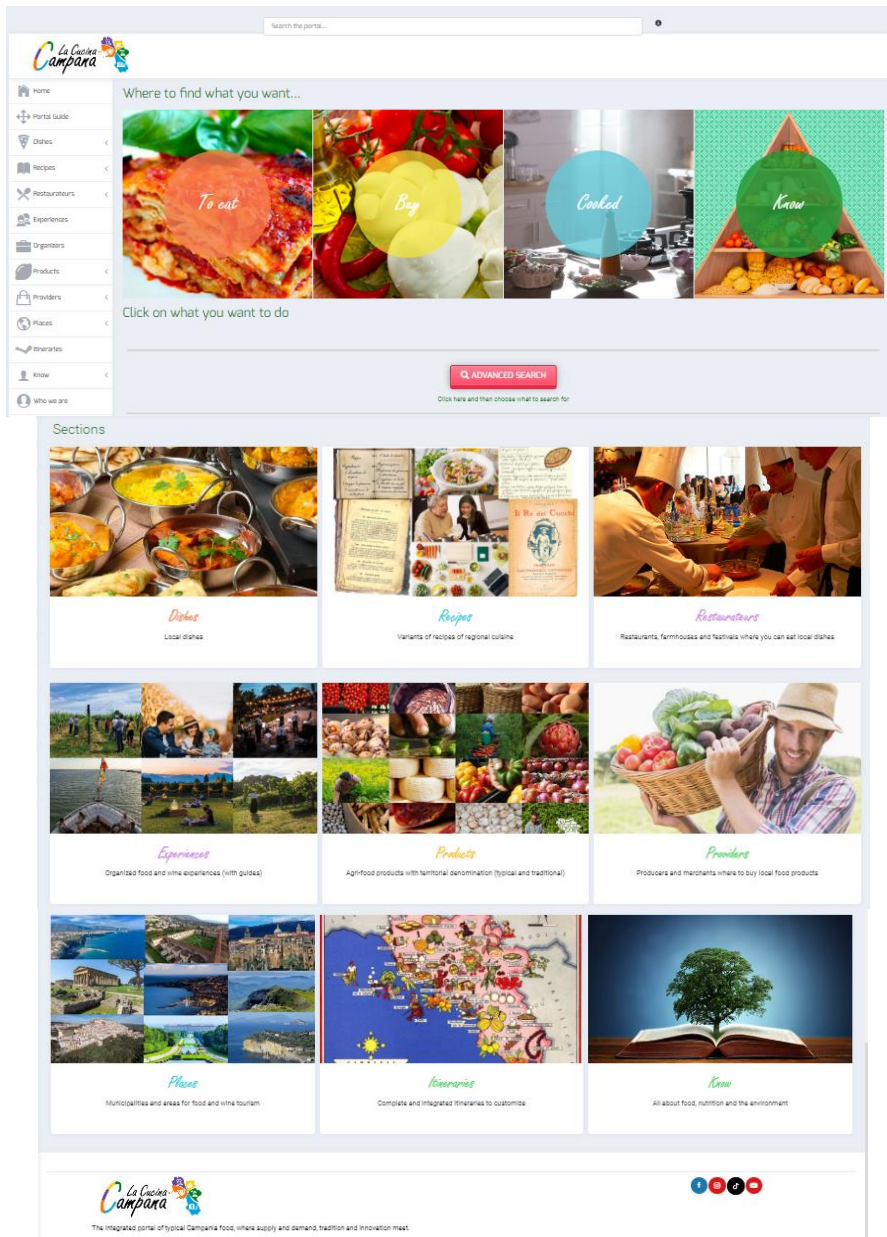 Search the portal...
La Cucina
Campana
Home
Portal Guide
Dishes
Recipes
Restaurateurs
Experiences
Organizers
Products
Providers
Places
Itineraries
Know
Who we are
Where to find what you want...
To eat
Buy
Cooked
Know
Click on what you want to do
ADVANCED SEARCH
Click here and then choose what to search for
Sections
Il Re dei Cuochi
Dishes
Local dishes
Recipes
Variants of recipes of regional cuisine
Restaurateurs
Restaurants, farmhouses and festivals where you can eat local dishes
Experiences
Organized food and wine experiences (with guides)
Products
Agri-food products with territorial denomination (typical and traditional)
Providers
Producers and merchants where to buy local food products
Places
Municipalities and areas for food and wine tourism
Itineraries
Complete and integrated itineraries to customize
Know
All about food, nutrition and the environment
La Cucina
Campana
The integrated portal of typical Campania food, where supply and demand, tradition and innovation meet.